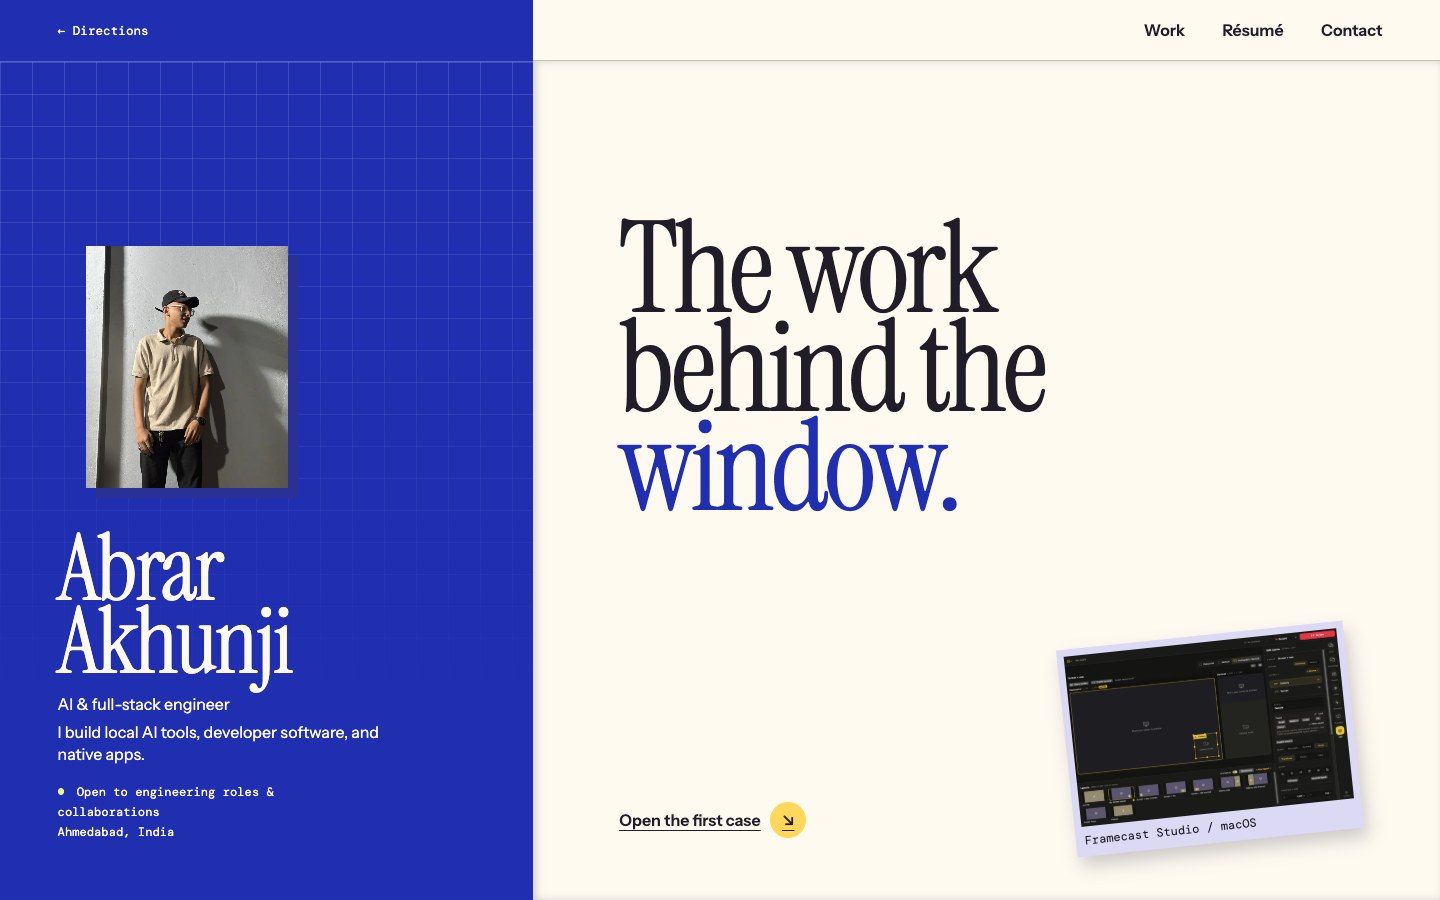 ← Directions
Work
Résumé
Contact
The work
behind the
window.
Abrar
Akhunji
AI & full-stack engineer
I build local AI tools, developer software, and
native apps.
Open to engineering roles &
collaborations
Ahmedabad, India
Open the first case
Framecast Studio / macOS